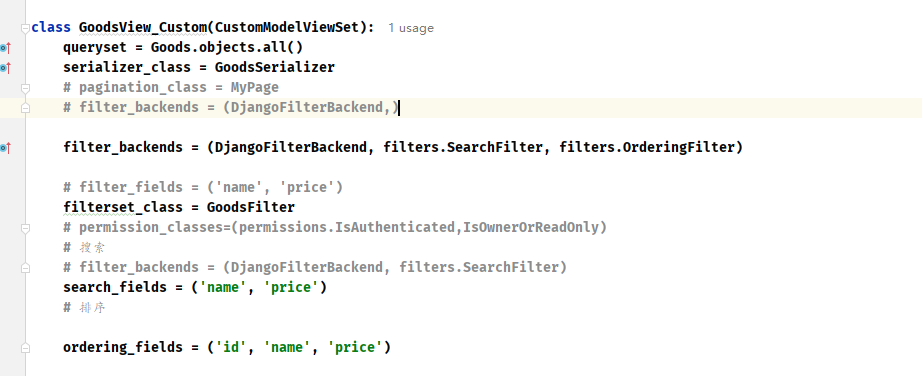 class GoodsView_Custom(CustomModelViewSet): 1 usage
queryset = Goods.objects.all()
serializer_class = GoodsSerializer
# pagination_class = MyPage
# filter_backends = (DjangoFilterBackend,)
filter_backends = (DjangoFilterBackend, filters.SearchFilter, filters.OrderingFilter)
# filter_fields = ('name', 'price')
filterset_class = GoodsFilter
# permission_classes=(permissions.IsAuthenticated,IsOwnerOrReadOnly)
# 搜索
# filter_backends = (DjangoFilterBackend, filters.SearchFilter)
search_fields = ('name', 'price')
# 排序
ordering_fields = ('id', 'name', 'price')